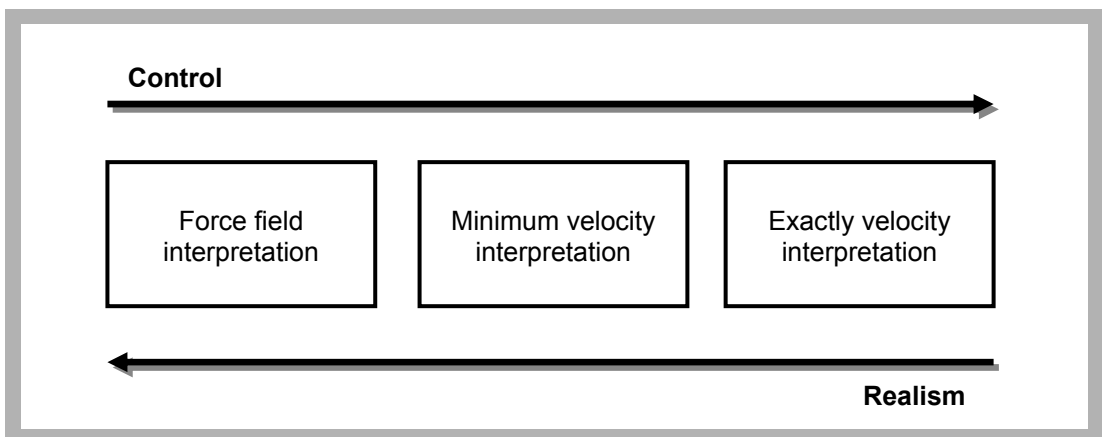 Control
Force field
interpretation
Minimum velocity
interpretation
Exactly velocity
interpretation
Realism